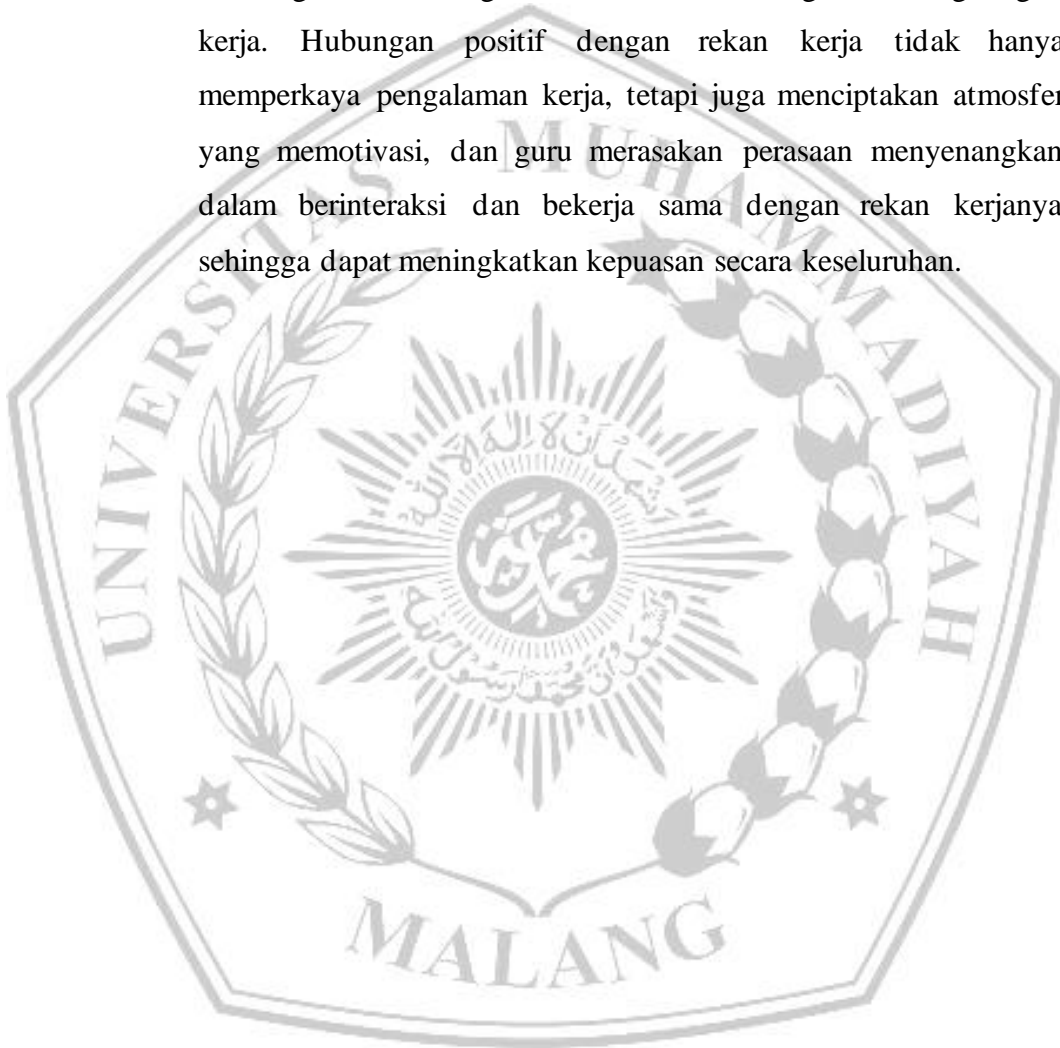 kerja. Hubungan positif dengan rekan kerja tidak hanya
memperkaya pengalaman kerja, tetapi juga menciptakan atmosfer
yang memotivasi, dan guru merasakan perasaan menyenangkan
dalam berinteraksi dan bekerja sama dengan rekan kerjanya
sehingga dapat meningkatkan kepuasan secara keseluruhan.
UNIVERSITAS MUHAMMADIYAH
MALANG